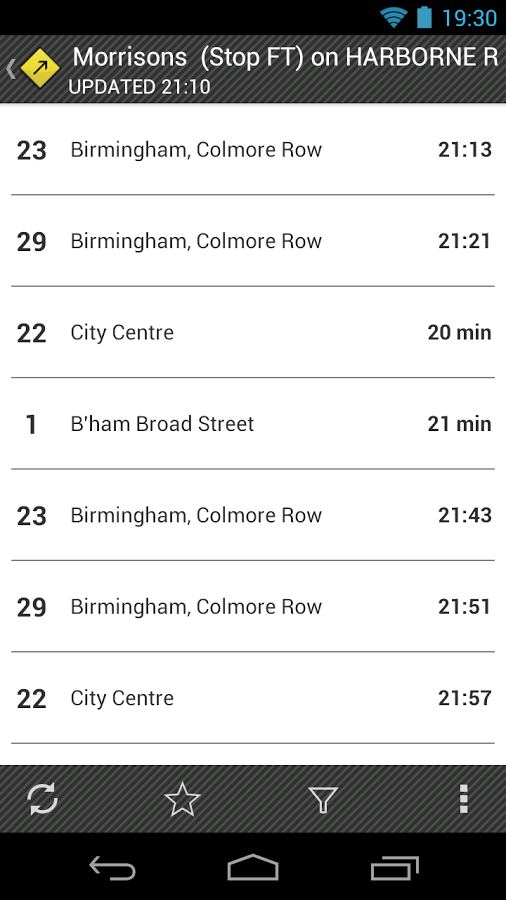 19:30
Morrisons (Stop FT) on HARBORNE R
UPDATED 21:10
23 Birmingham, Colmore Row 21:13
29 Birmingham, Colmore Row 21:21
22 City Centre 20 min
1 B'ham Broad Street 21 min
23 Birmingham, Colmore Row 21:43
29 Birmingham, Colmore Row 21:51
22 City Centre 21:57